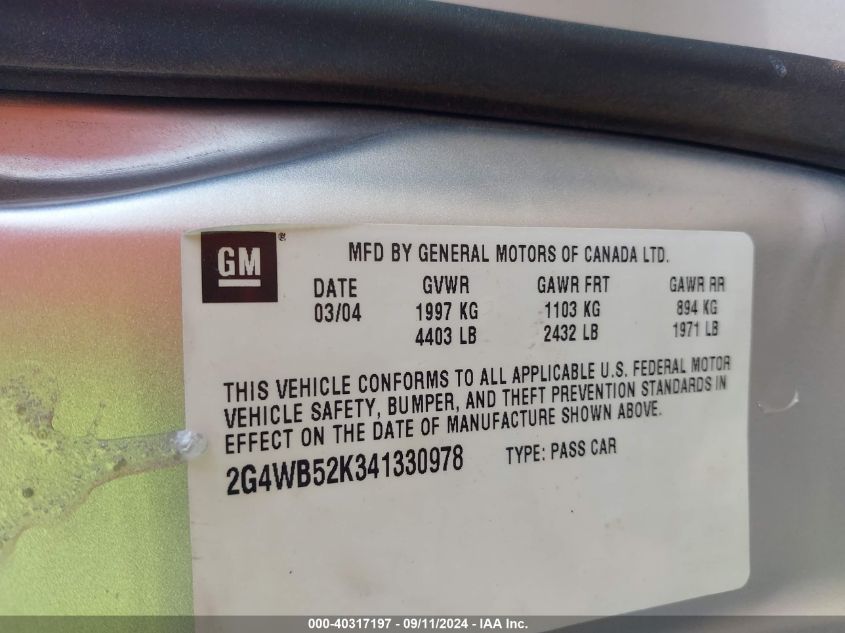 GM®
MFD BY GENERAL MOTORS OF CANADA LTD.
DATE GVWR GAWR FRT GAWR RR
03/04 1997 KG 1103 KG 894 KG
4403 LB 2432 LB 1971 LB
THIS VEHICLE CONFORMS TO ALL APPLICABLE U.S. FEDERAL MOTOR
VEHICLE SAFETY, BUMPER, AND THEFT PREVENTION STANDARDS IN
EFFECT ON THE DATE OF MANUFACTURE SHOWN ABOVE.
2G4WB52K341330978 TYPE: PASS CAR
000-40317197 - 09/11/2024 - IAA Inc.